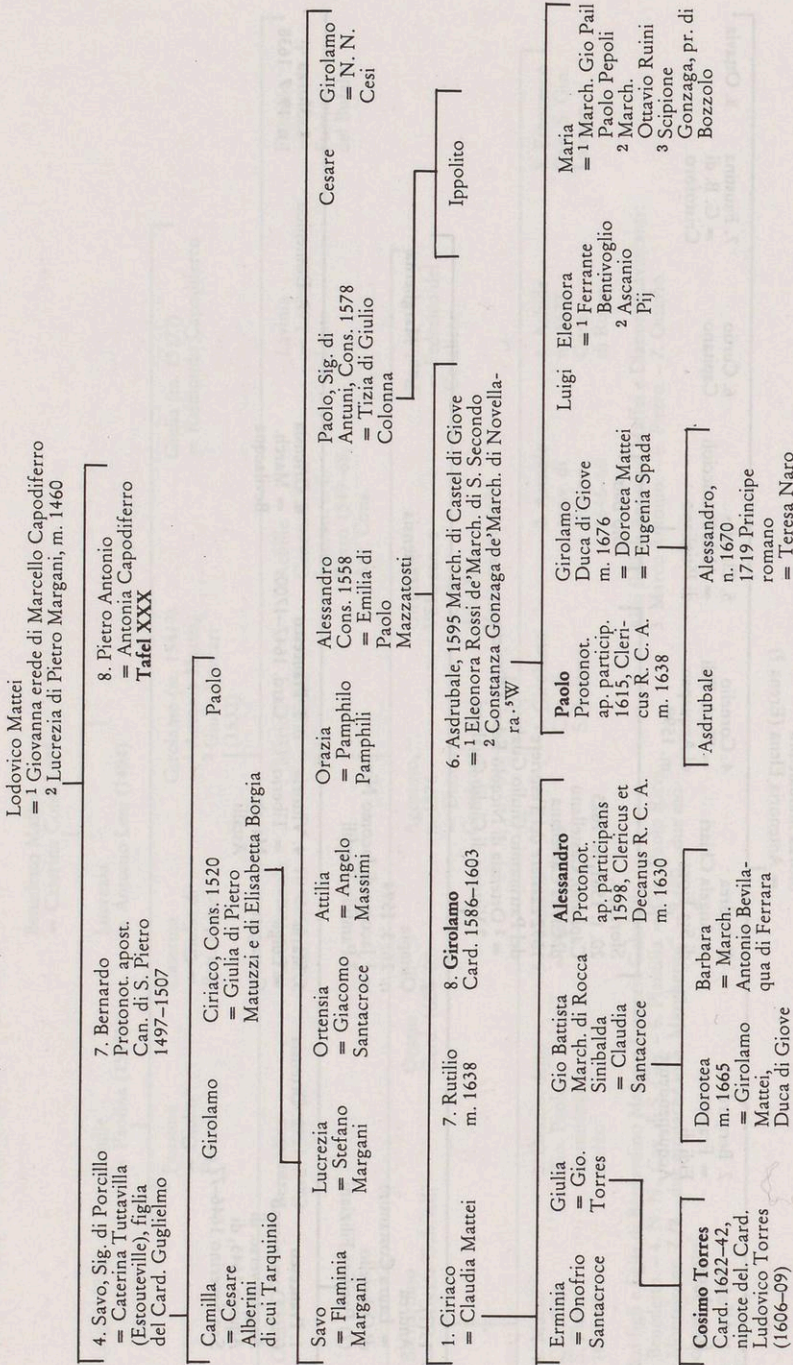 Lodovico Mattei
= 1 Giovanna erede di Marcello Capodiferro
2 Lucrezia di Pietro Margani, m. 1460
4. Savo, Sig. di Porcillo
= Caterina Tuttavilla
(Estouteville), figlia
del Card. Guglielmo
7. Bernardo
Protonot. apost.
Can. di S. Pietro
1497–1507
8. Pietro Antonio
= Antonia Capodiferro
Tafel XXX
Camilla
= Cesare
Alberini
di cui Tarquinio
Girolamo
Ciriaco, Cons. 1520
= Giulia di Pietro
Matuzzi e di Elisabetta Borgia
Paolo
Savo
= Flaminia
Margani
Lucrezia
= Stefano
Margani
Ortensia
= Giacomo
Santacroce
Attilia
= Angelo
Massimi
Orazia
= Pamphilo
Pamphili
Alessandro
Cons. 1558
= Emilia di
Paolo
Mazzatosti
Paolo, Sig. di
Antuni, Cons. 1578
= Tizia di Giulio
Colonna
Cesare
Girolamo
= N. N.
Cesi
1. Ciriaco
= Claudia Mattei
7. Rutilio
m. 1638
8. Girolamo
Card. 1586–1603
6. Asdrubale, 1595 March. di Castel di Giove
= 1 Eleonora Rossi de'March. di S. Secondo
2 Constanza Gonzaga de'March. di Novella-
ra.⁵W
Ippolito
Erminia
= Onofrio
Santacroce
Giulia
= Gio.
Torres
Gio Battista
March. di Rocca
Sinibalda
= Claudia
Santacroce
Alessandro
Protonot.
ap. participans
1598, Clericus et
Decanus R. C. A.
m. 1630
Paolo
Protonot.
ap. particip.
1615, Cleri-
cus R. C. A.
m. 1638
Girolamo
Duca di Giove
m. 1676
= Dorotea Mattei
= Eugenia Spada
Luigi
Eleonora
= 1 Ferrante
Bentivoglio
2 Ascanio
Pij
Maria
= 1 March. Gio Pail
Paolo Pepoli
2 March.
Ottavio Ruini
3 Scipione
Gonzaga, pr. di
Bozzolo
Cosimo Torres
Card. 1622–42,
nipote del. Card.
Ludovico Torres
(1606–09)
Dorotea
m. 1665
= Girolamo
Mattei,
Duca di Giove
Barbara
= March.
Antonio Bevila-
qua di Ferrara
Asdrubale
Alessandro,
n. 1670
1719 Principe
romano
= Teresa Naro